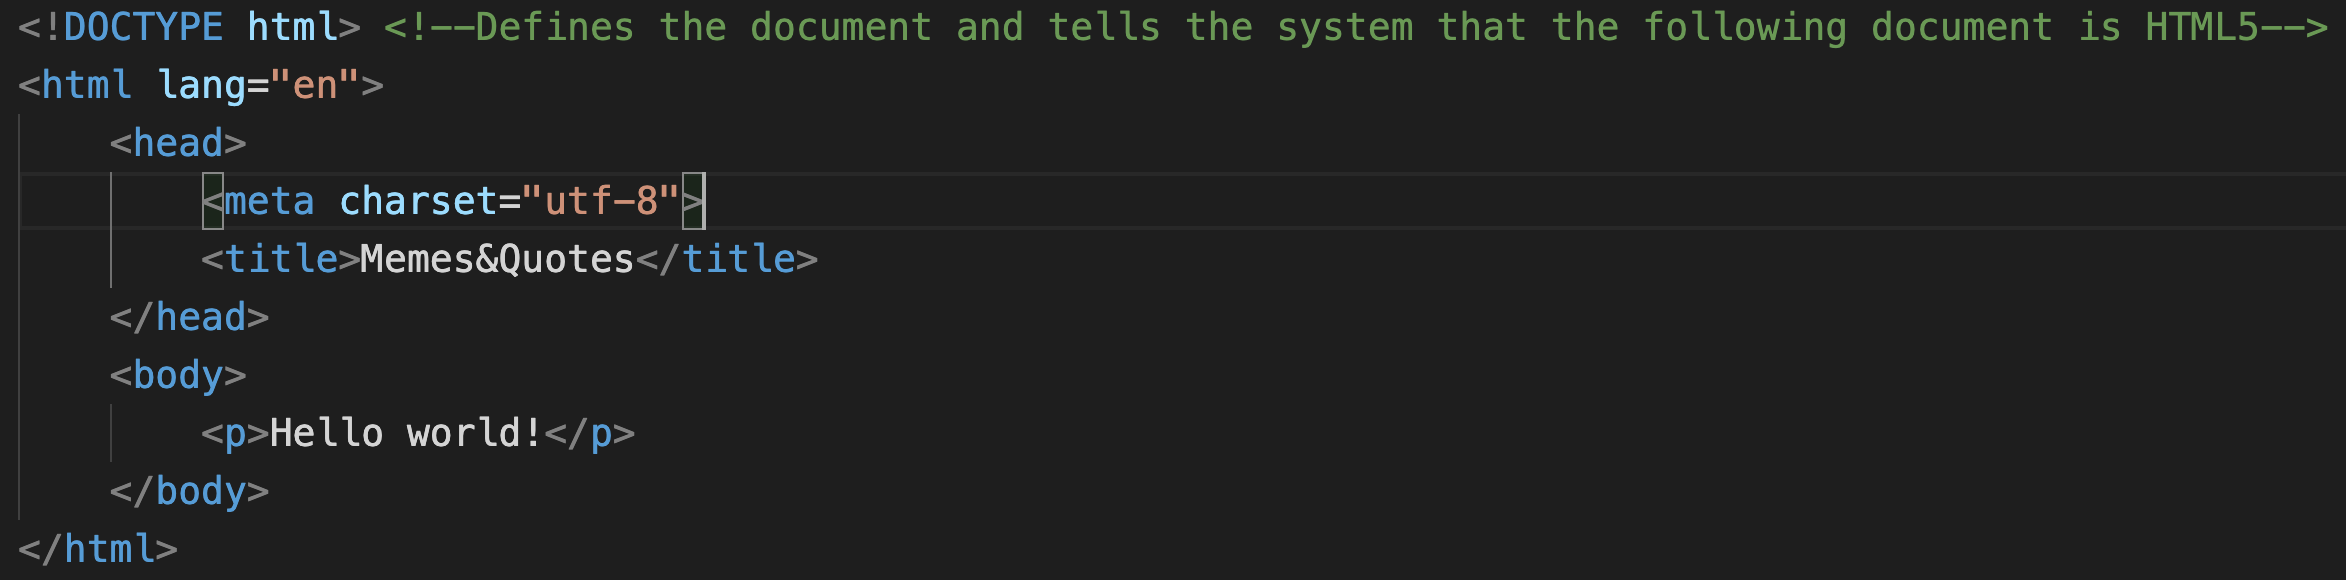 <!DOCTYPE html> <!--Defines the document and tells the system that the following document is HTML5-->
<html lang="en">
    <head>
        <meta charset="utf-8">
        <title>Memes&Quotes</title>
    </head>
    <body>
        <p>Hello world!</p>
    </body>
</html>